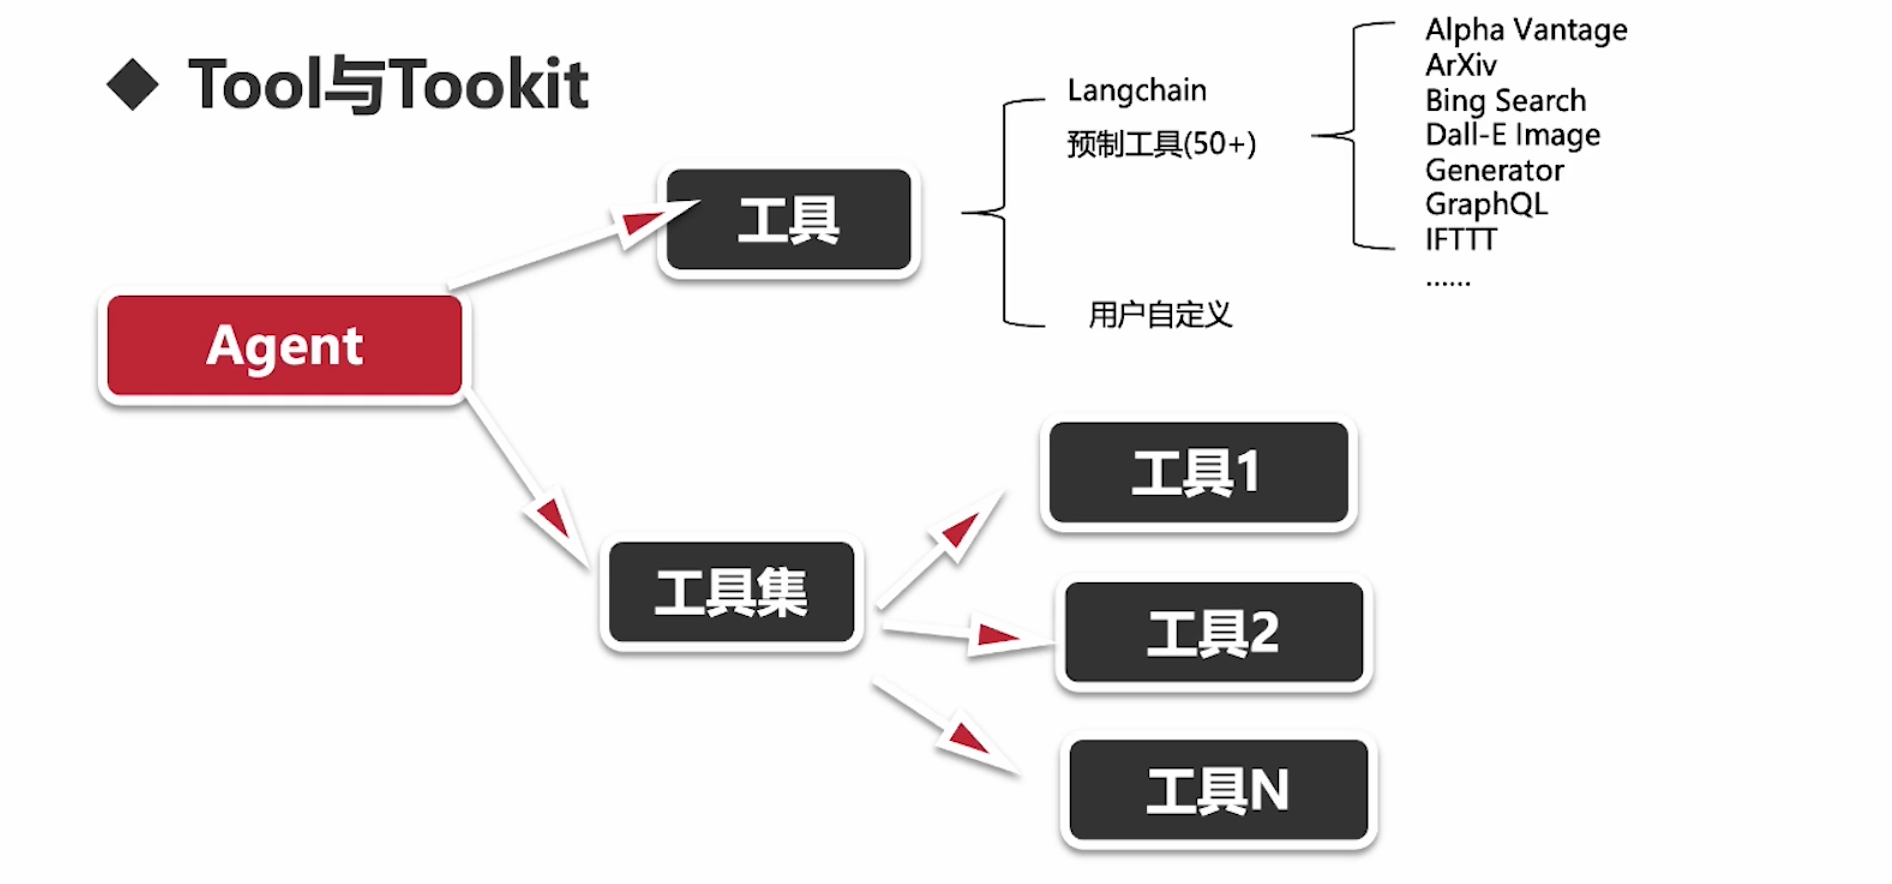 Tool与Tookit
Alpha Vantage
ArXiv
Bing Search
Dall-E Image
Generator
GraphQL
IFTTT
......
Langchain
预制工具(50+)
用户自定义
工具
Agent
工具集
工具1
工具2
工具N